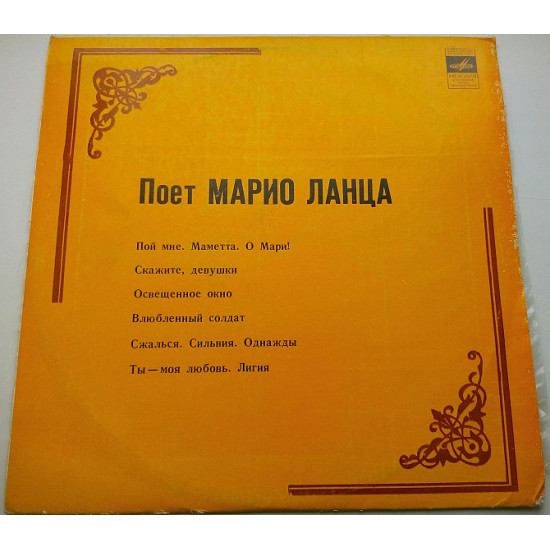 Поет МАРИО ЛАНЦА
Пой мне. Маметта. О Мари!
Скажите, девушки
Освещенное окно
Влюбленный солдат
Сжалься. Сильвия. Однажды
Ты — моя любовь. Лигия